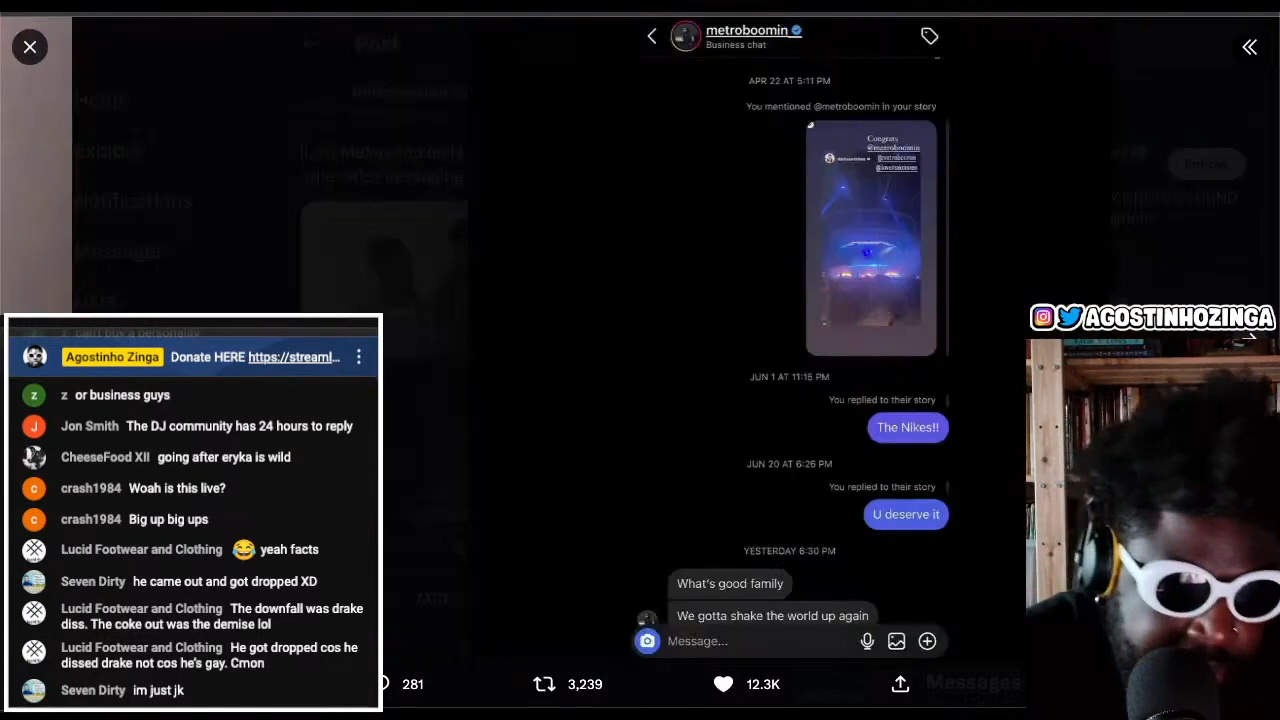 metroboomin
Business chat
APR 22 AT 5:11 PM
You mentioned @metroboomin in your story
Congrats
@metroboomin
JUN 1 AT 11:15 PM
You replied to their story
The Nikes!!
JUN 20 AT 6:26 PM
You replied to their story
U deserve it
YESTERDAY 6:30 PM
What's good family
We gotta shake the world up again
Message...
281
3,239
12.3K
Messages
Post
Notifications
Follow
AGOSTINHOZINGA
z can't buy a personality
Agostinho Zinga Donate HERE https://streaml...
z or business guys
Jon Smith The DJ community has 24 hours to reply
CheeseFood XII going after eryka is wild
crash1984 Woah is this live?
crash1984 Big up big ups
Lucid Footwear and Clothing 😂 yeah facts
Seven Dirty he came out and got dropped XD
Lucid Footwear and Clothing The downfall was drake
diss. The coke out was the demise lol
Lucid Footwear and Clothing He got dropped cos he
dissed drake not cos he's gay. Cmon
Seven Dirty im just jk